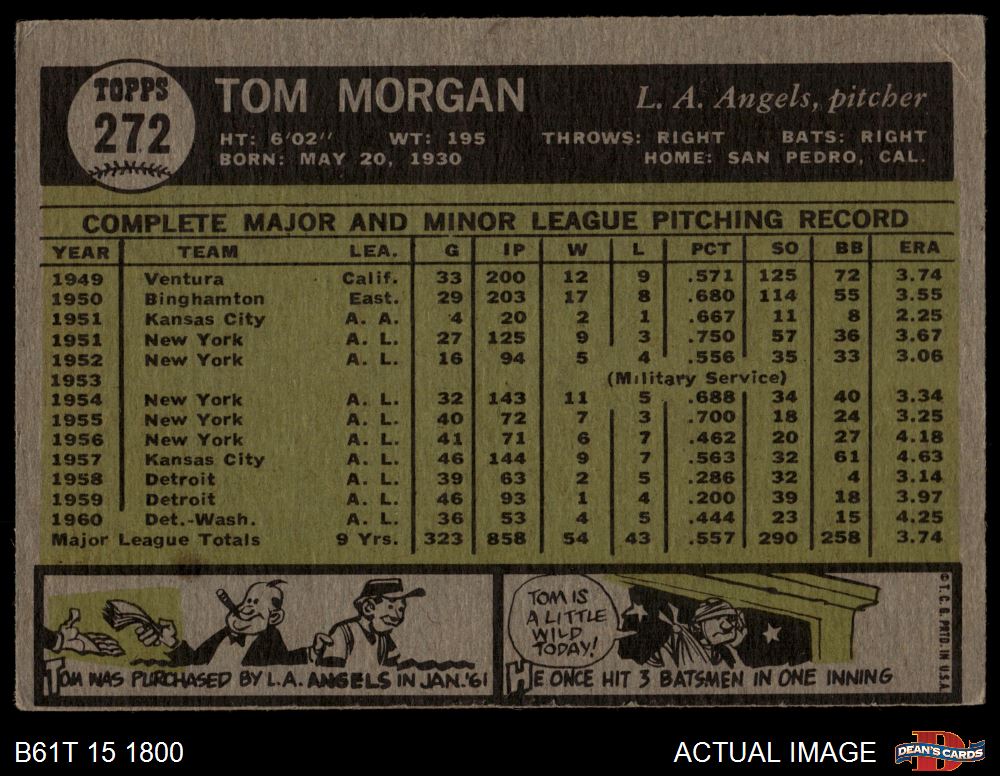 TOPPS
272
TOM MORGAN
L. A. Angels, pitcher
HT: 6'02" WT: 195 THROWS: RIGHT BATS: RIGHT
BORN: MAY 20, 1930 HOME: SAN PEDRO, CAL.
COMPLETE MAJOR AND MINOR LEAGUE PITCHING RECORD
YEAR TEAM LEA. G IP W L PCT SO BB ERA
1949 Ventura Calif. 33 200 12 9 .571 125 72 3.74
1950 Binghamton East. 29 203 17 8 .680 114 55 3.55
1951 Kansas City A. A. 4 20 2 1 .667 11 8 2.25
1951 New York A. L. 27 125 9 3 .750 57 36 3.67
1952 New York A. L. 16 94 5 4 .556 35 33 3.06
1953 (Military Service)
1954 New York A. L. 32 143 11 5 .688 34 40 3.34
1955 New York A. L. 40 72 7 3 .700 18 24 3.25
1956 New York A. L. 41 71 6 7 .462 20 27 4.18
1957 Kansas City A. L. 46 144 9 7 .563 32 61 4.63
1958 Detroit A. L. 39 63 2 5 .286 32 4 3.14
1959 Detroit A. L. 46 93 1 4 .200 39 18 3.97
1960 Det.-Wash. A. L. 36 53 4 5 .444 23 15 4.25
Major League Totals 9 Yrs. 323 858 54 43 .557 290 258 3.74
TOM WAS PURCHASED BY L.A. ANGELS IN JAN. '61
TOM IS
A LITTLE
WILD
TODAY!
HE ONCE HIT 3 BATSMEN IN ONE INNING
© T. C. G. PRTD IN U.S.A.
B61T 15 1800
ACTUAL IMAGE
DEAN'S CARDS